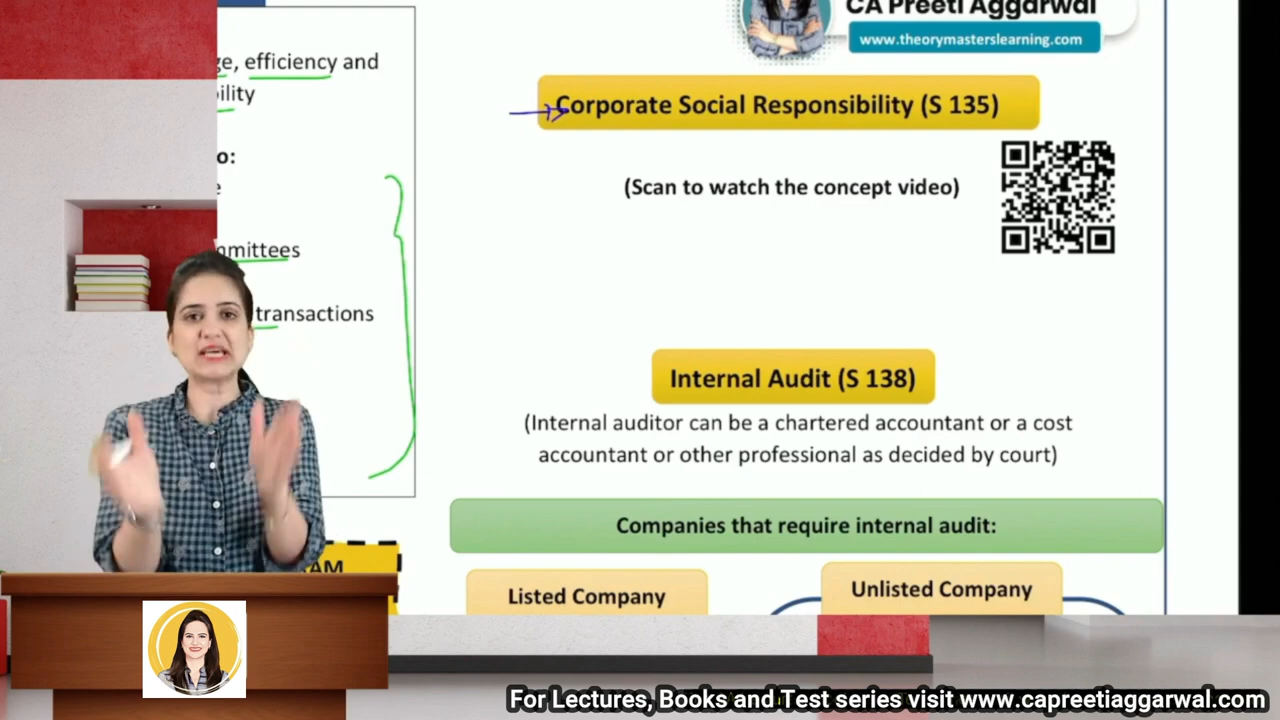 ge, efficiency and
ility
o:
e
mmittees
transactions
AM
CA Preeti Aggarwal
www.theorymasterslearning.com
Corporate Social Responsibility (S 135)
(Scan to watch the concept video)
Internal Audit (S 138)
(Internal auditor can be a chartered accountant or a cost
accountant or other professional as decided by court)
Companies that require internal audit:
Listed Company
Unlisted Company
For Lectures, Books and Test series visit www.capreetiaggarwal.com